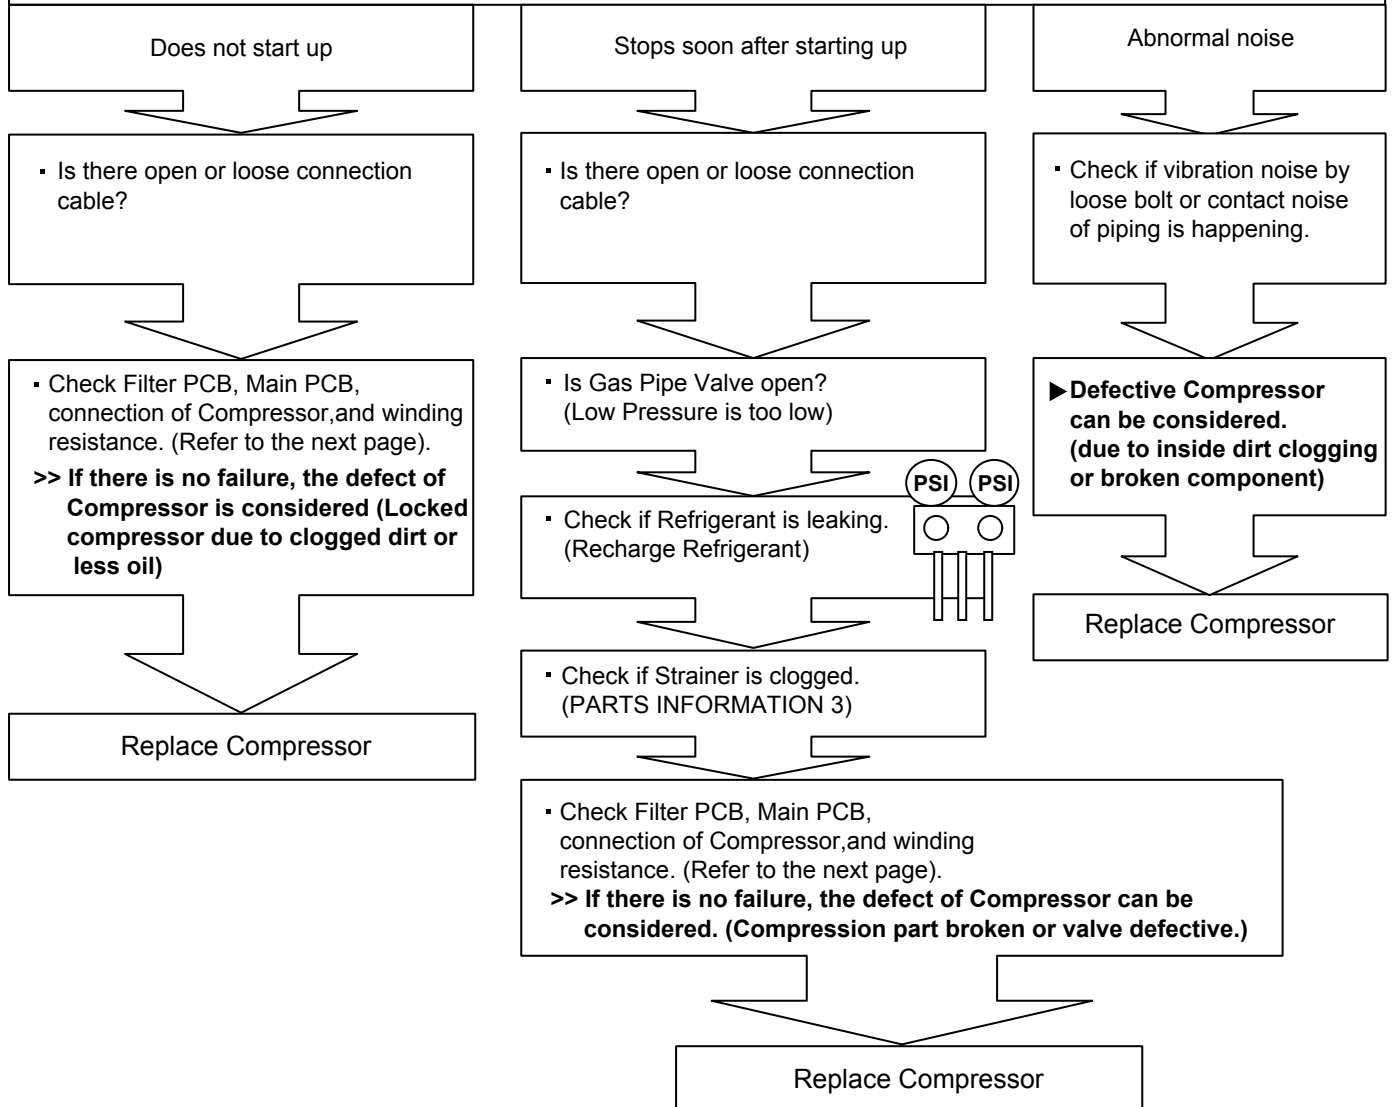 Does not start up
▪ Is there open or loose connection
cable?
▪ Check Filter PCB, Main PCB,
connection of Compressor,and winding
resistance. (Refer to the next page).
>> If there is no failure, the defect of
Compressor is considered (Locked
compressor due to clogged dirt or
less oil)
Replace Compressor
Stops soon after starting up
▪ Is there open or loose connection
cable?
▪ Is Gas Pipe Valve open?
(Low Pressure is too low)
▪ Check if Refrigerant is leaking.
(Recharge Refrigerant)
PSI PSI
▪ Check if Strainer is clogged.
(PARTS INFORMATION 3)
▪ Check Filter PCB, Main PCB,
connection of Compressor,and winding
resistance. (Refer to the next page).
>> If there is no failure, the defect of Compressor can be
considered. (Compression part broken or valve defective.)
Replace Compressor
Abnormal noise
▪ Check if vibration noise by
loose bolt or contact noise
of piping is happening.
▶Defective Compressor
can be considered.
(due to inside dirt clogging
or broken component)
Replace Compressor